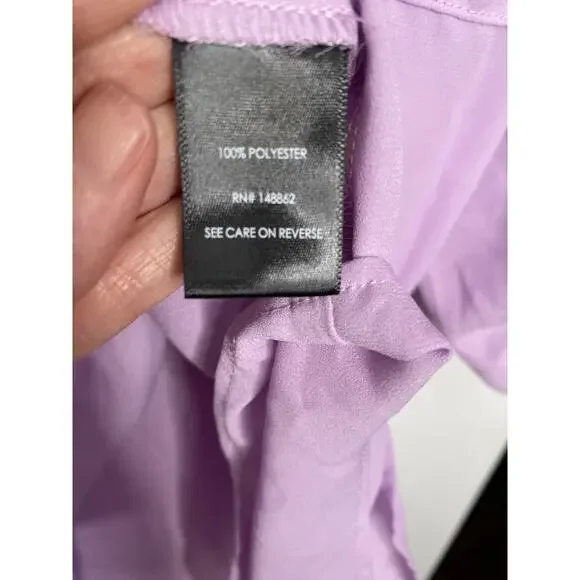 100% POLYESTER
RN# 148862
SEE CARE ON REVERSE